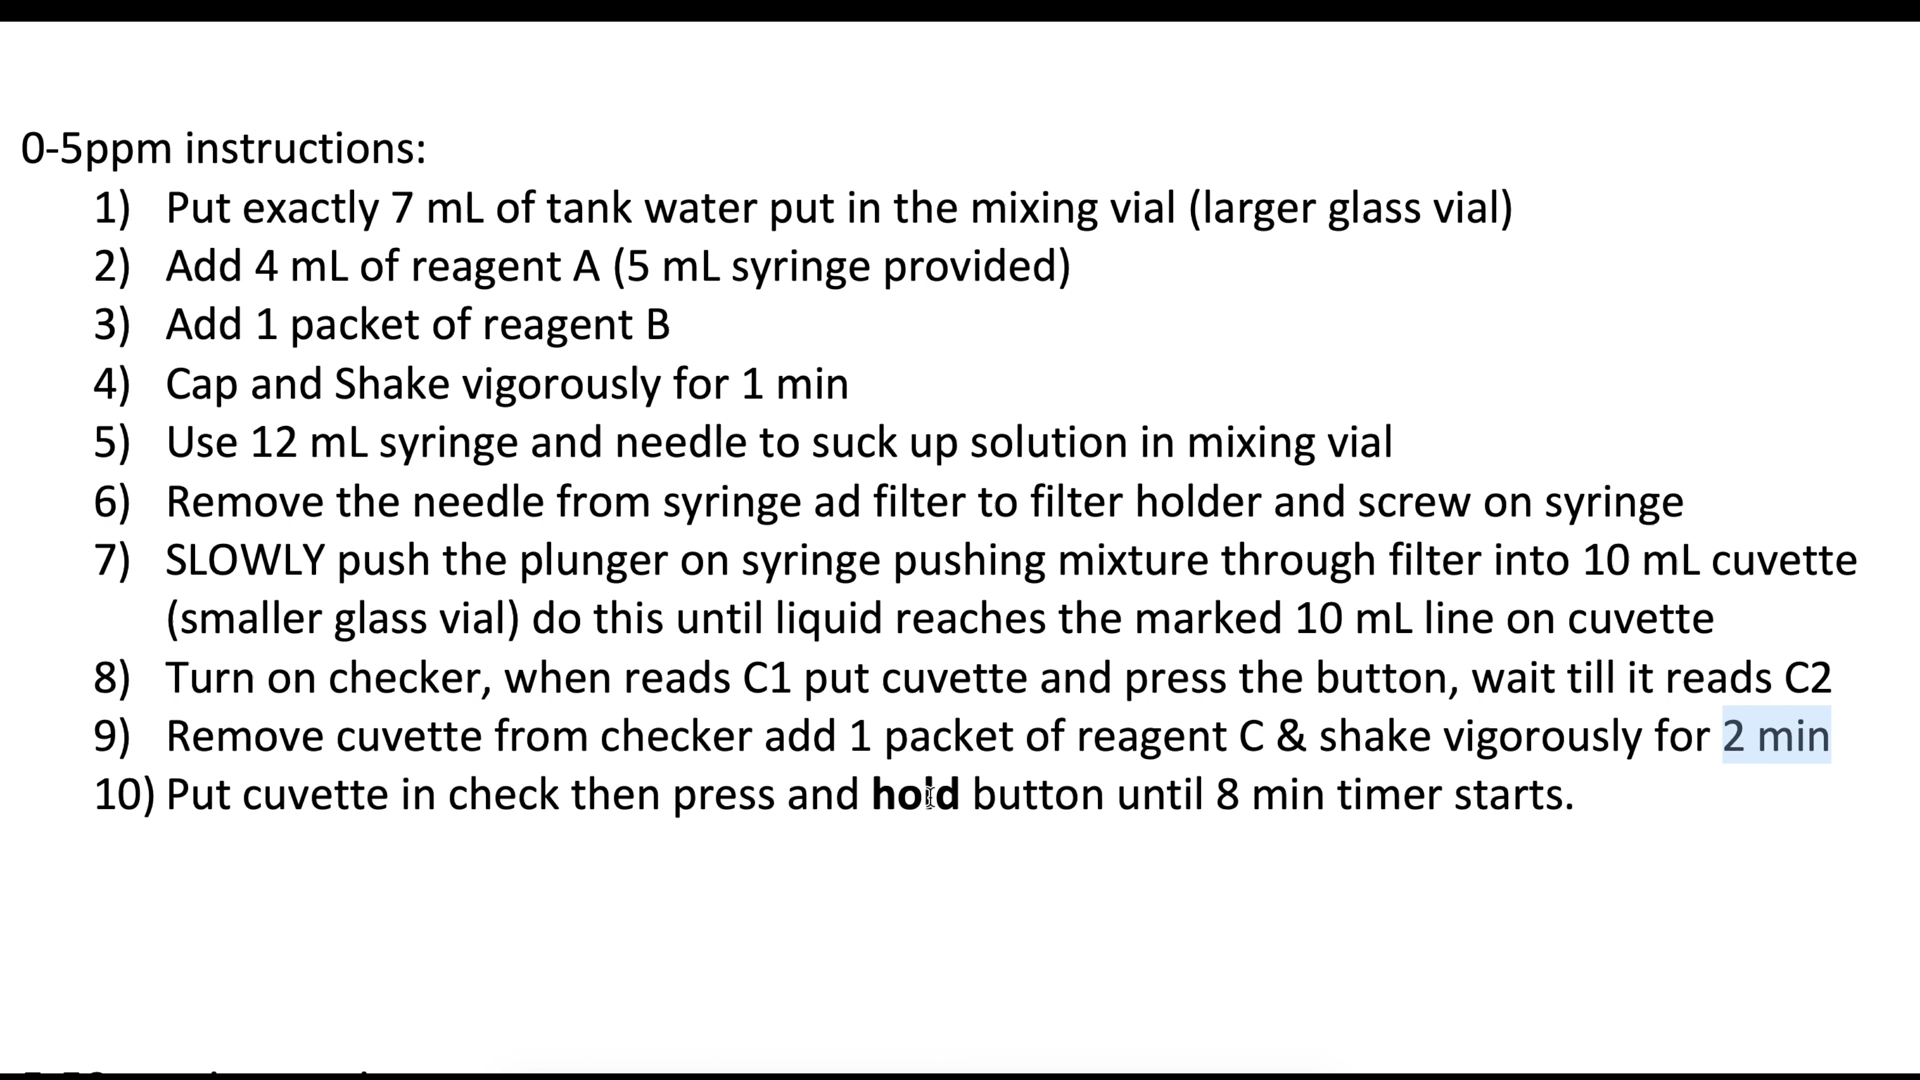 0-5ppm instructions:
1) Put exactly 7 mL of tank water put in the mixing vial (larger glass vial)
2) Add 4 mL of reagent A (5 mL syringe provided)
3) Add 1 packet of reagent B
4) Cap and Shake vigorously for 1 min
5) Use 12 mL syringe and needle to suck up solution in mixing vial
6) Remove the needle from syringe ad filter to filter holder and screw on syringe
7) SLOWLY push the plunger on syringe pushing mixture through filter into 10 mL cuvette
(smaller glass vial) do this until liquid reaches the marked 10 mL line on cuvette
8) Turn on checker, when reads C1 put cuvette and press the button, wait till it reads C2
9) Remove cuvette from checker add 1 packet of reagent C & shake vigorously for 2 min
10) Put cuvette in check then press and hold button until 8 min timer starts.